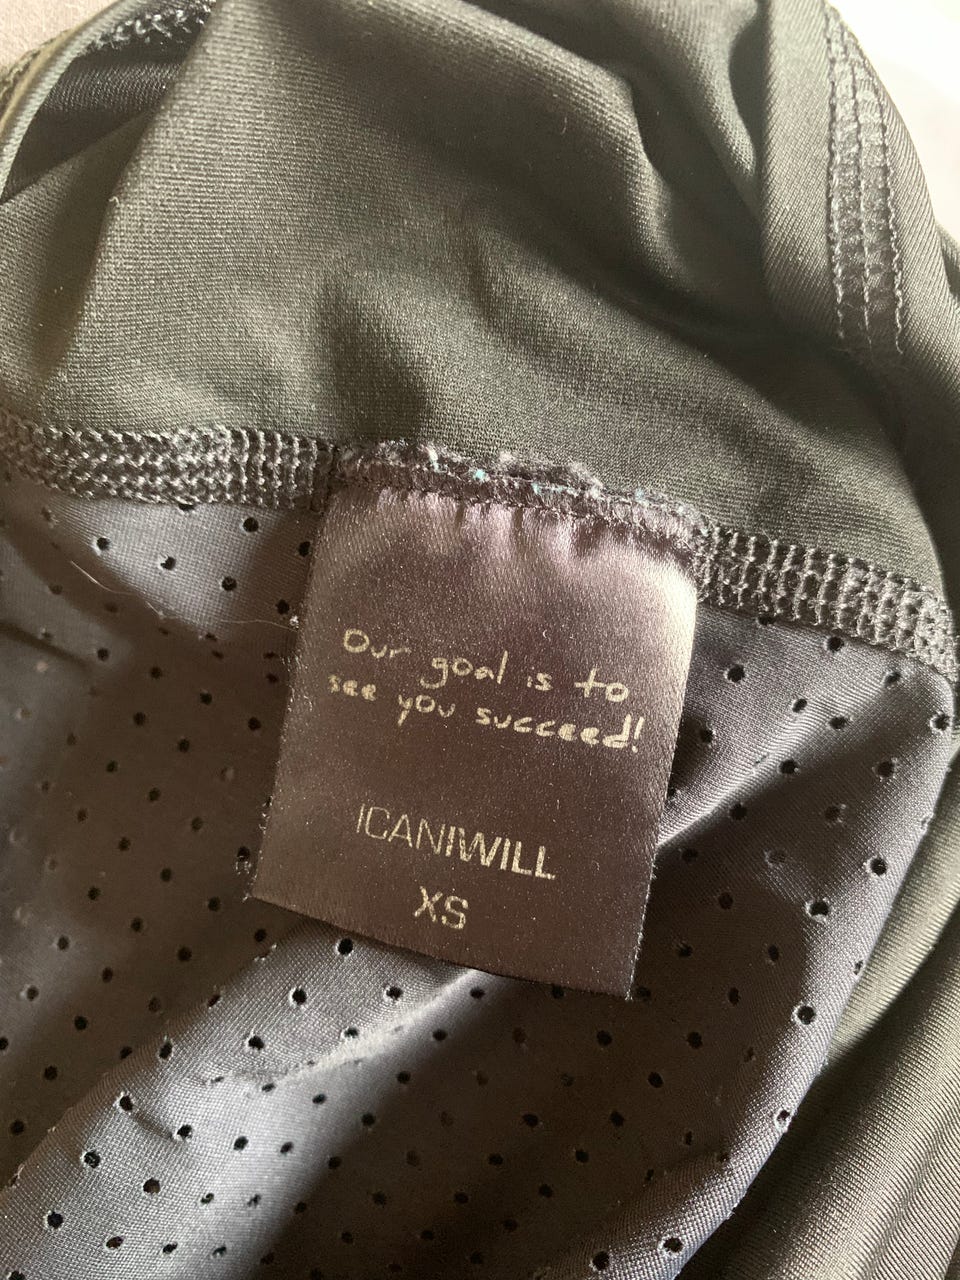 Our goal is to
see you succeed!
ICANIWILL
XS